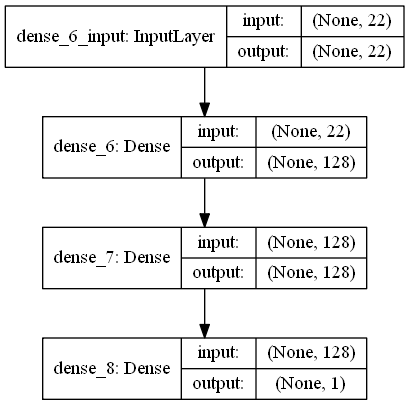 dense_6_input: InputLayer input: (None, 22)
output: (None, 22)
dense_6: Dense input: (None, 22)
output: (None, 128)
dense_7: Dense input: (None, 128)
output: (None, 128)
dense_8: Dense input: (None, 128)
output: (None, 1)